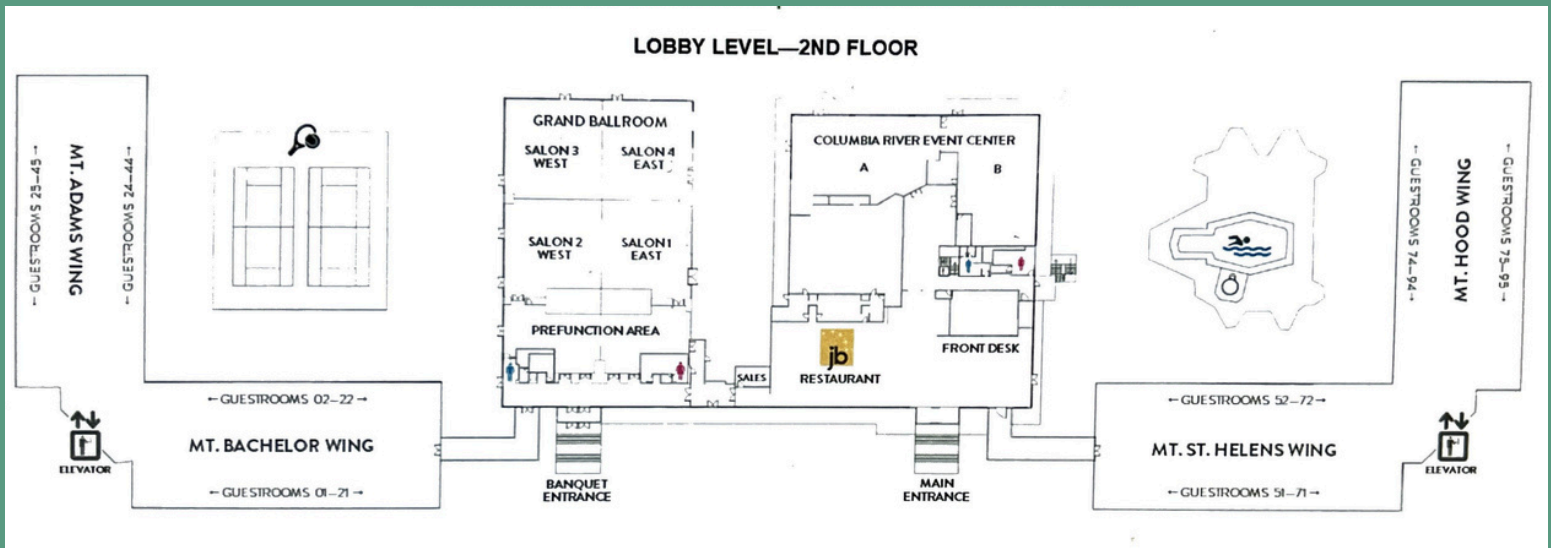 LOBBY LEVEL—2ND FLOOR
←GUESTROOMS 25-45→
MT. ADAMS WING
←GUESTROOMS 24-44→
GRAND BALLROOM
SALON 3
WEST
SALON 4
EAST
SALON 2
WEST
SALON 1
EAST
PREFUNCTION AREA
COLUMBIA RIVER EVENT CENTER
A
B
SALES
jb
RESTAURANT
FRONT DESK
←GUESTROOMS 74-94→
MT. HOOD WING
←GUESTROOMS 75-95→
←GUESTROOMS 02-22→
MT. BACHELOR WING
←GUESTROOMS 01-21→
ELEVATOR
BANQUET
ENTRANCE
MAIN
ENTRANCE
←GUESTROOMS 52-72→
MT. ST. HELENS WING
←GUESTROOMS 51-71→
ELEVATOR